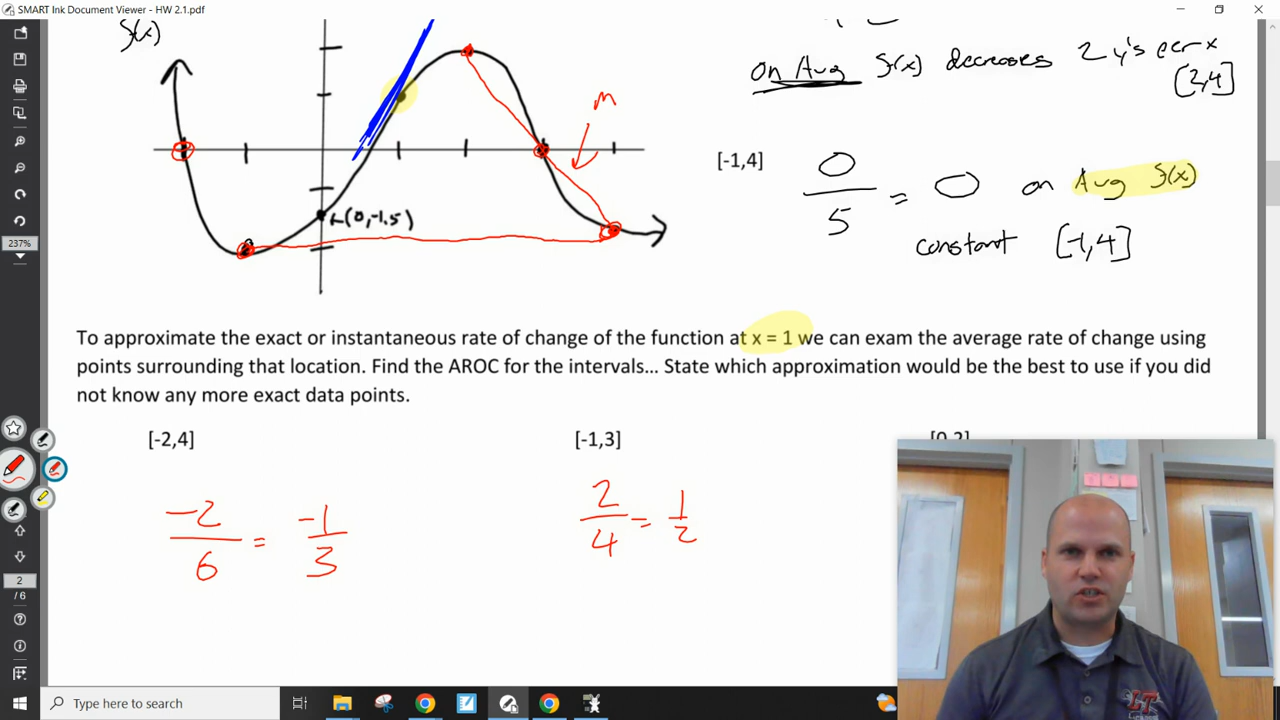 SMART Ink Document Viewer - HW 2.1.pdf
f(x)
m
(0,-1.5)
on Avg f(x) decreases 2 y's per x
[2,4]
[-1,4]
0/5 = 0 on Avg f(x)
constant [-1,4]
To approximate the exact or instantaneous rate of change of the function at x = 1 we can exam the average rate of change using
points surrounding that location. Find the AROC for the intervals... State which approximation would be the best to use if you did
not know any more exact data points.
[-2,4] [-1,3] [0,2]
-2/6 = -1/3
2/4 = 1/2
237%
2
/ 6
Type here to search
LT